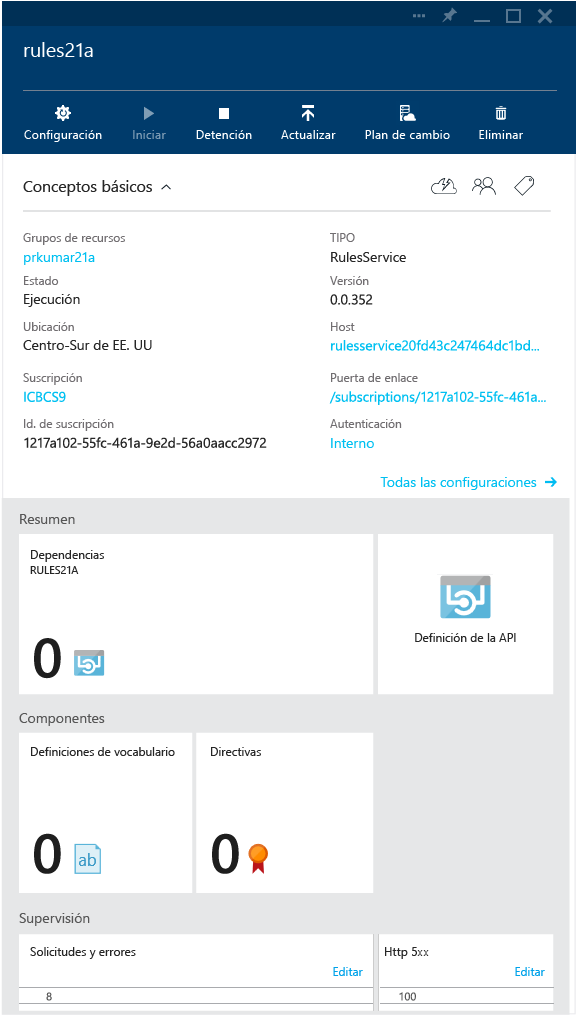 rules21a
Configuración
Iniciar
Detención
Actualizar
Plan de cambio
Eliminar
Conceptos básicos
Grupos de recursos
prkumar21a
TIPO
RulesService
Estado
Ejecución
Versión
0.0.352
Ubicación
Centro-Sur de EE. UU
Host
rulesservice20fd43c247464dc1bd...
Suscripción
ICBCS9
Puerta de enlace
/subscriptions/1217a102-55fc-461a...
Id. de suscripción
1217a102-55fc-461a-9e2d-56a0aacc2972
Autenticación
Interno
Todas las configuraciones
Resumen
Dependencias
RULES21A
0
Definición de la API
Componentes
Definiciones de vocabulario
0
ab
Directivas
0
Supervisión
Solicitudes y errores
Editar
8
Http 5xx
Editar
100